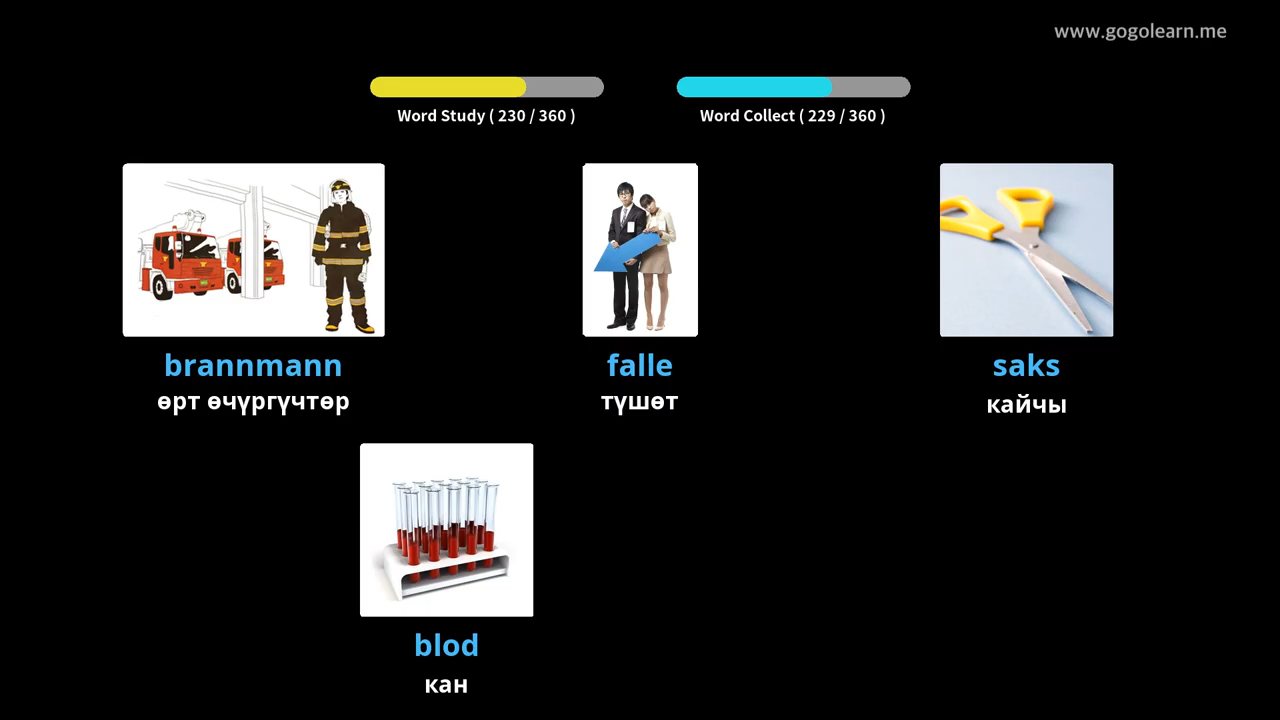 www.gogolearn.me
Word Study ( 230 / 360 )
Word Collect ( 229 / 360 )
brannmann
өрт өчүргүчтөр
falle
түшөт
saks
кайчы
blod
кан